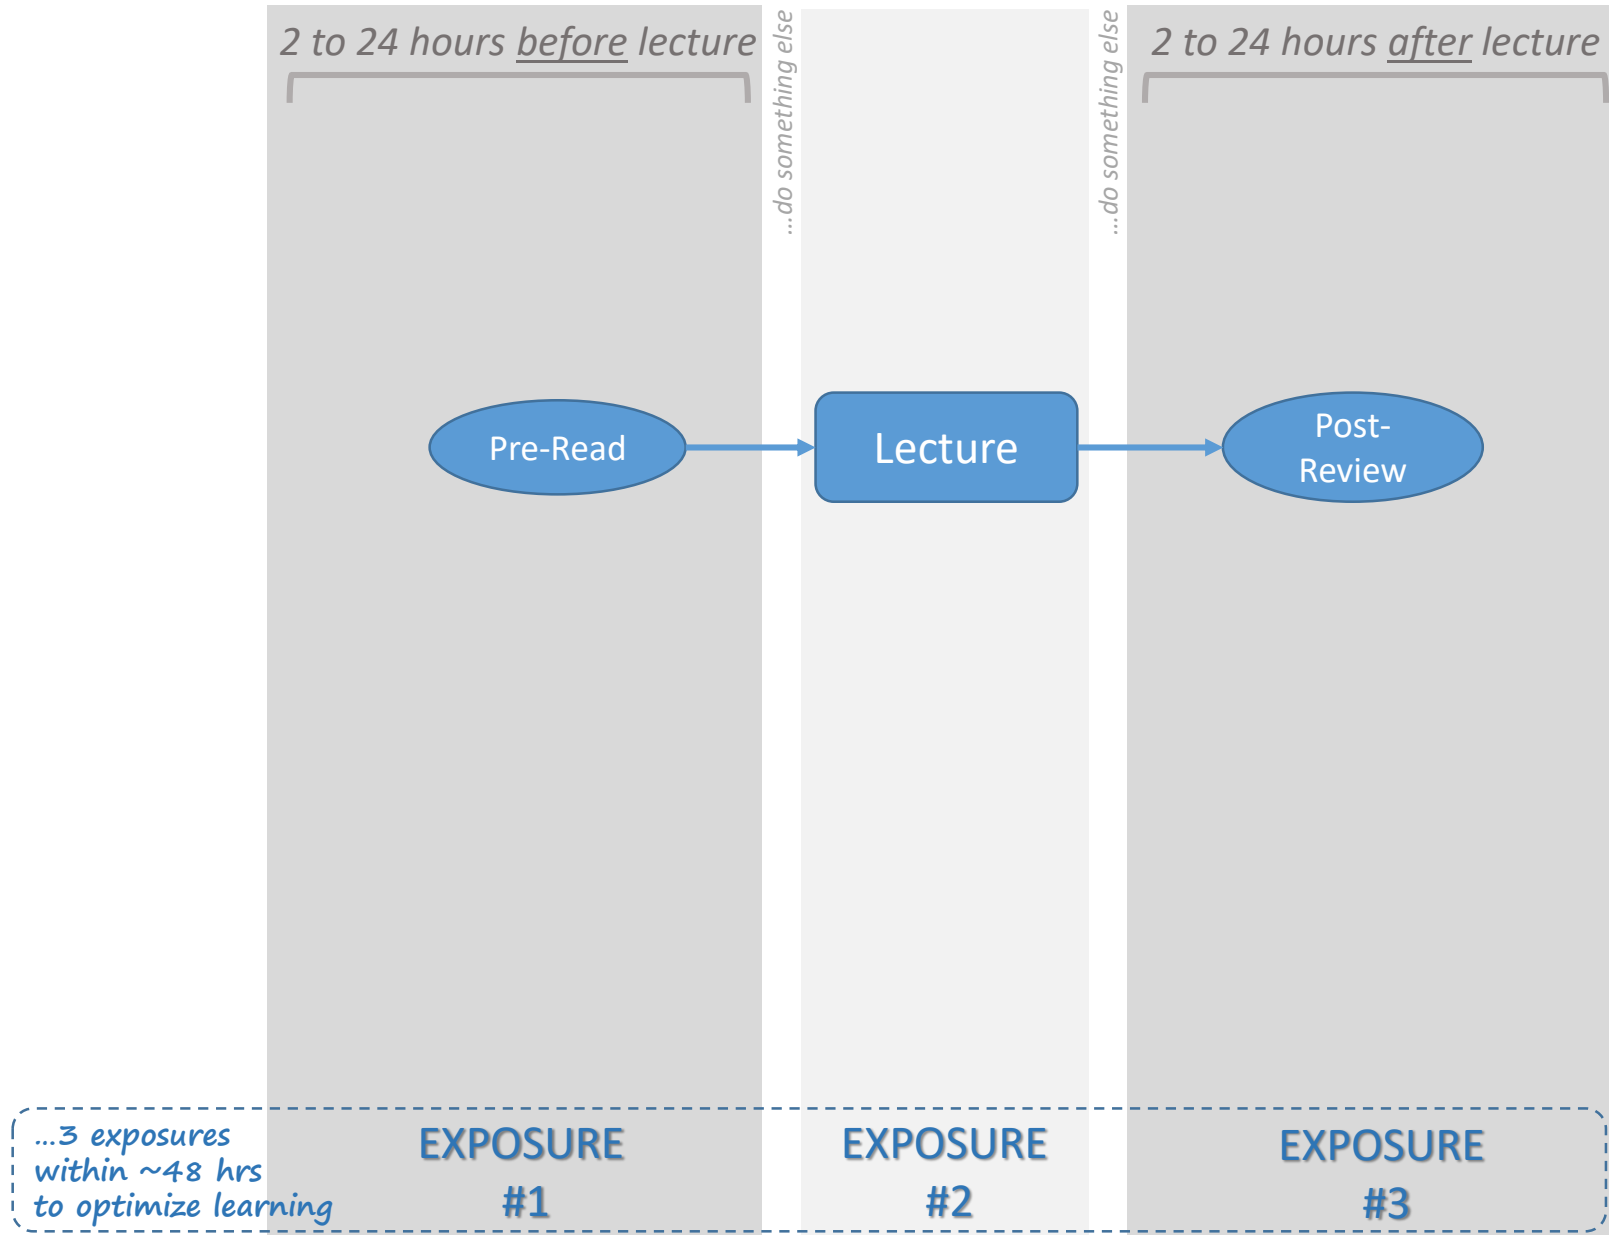 2 to 24 hours before lecture
...do something else
...do something else
2 to 24 hours after lecture
Pre-Read
Lecture
Post-
Review
...3 exposures
within ~48 hrs
to optimize learning
EXPOSURE
#1
EXPOSURE
#2
EXPOSURE
#3